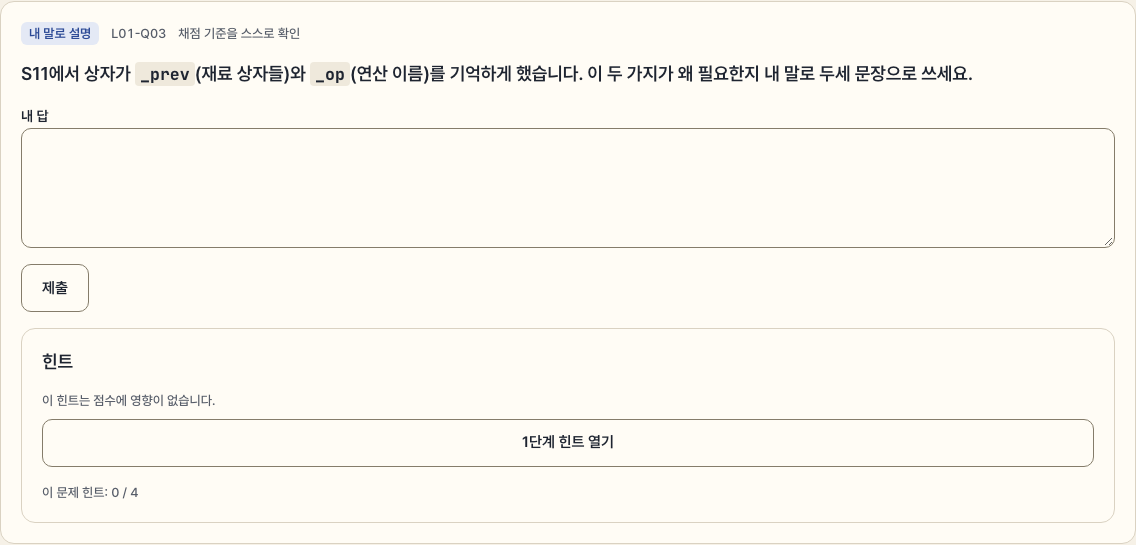 내 말로 설명 L01-Q03 채점 기준을 스스로 확인
S11에서 상자가 _prev(재료 상자들)와 _op(연산 이름)를 기억하게 했습니다. 이 두 가지가 왜 필요한지 내 말로 두세 문장으로 쓰세요.
내 답
제출
힌트
이 힌트는 점수에 영향이 없습니다.
1단계 힌트 열기
이 문제 힌트: 0 / 4